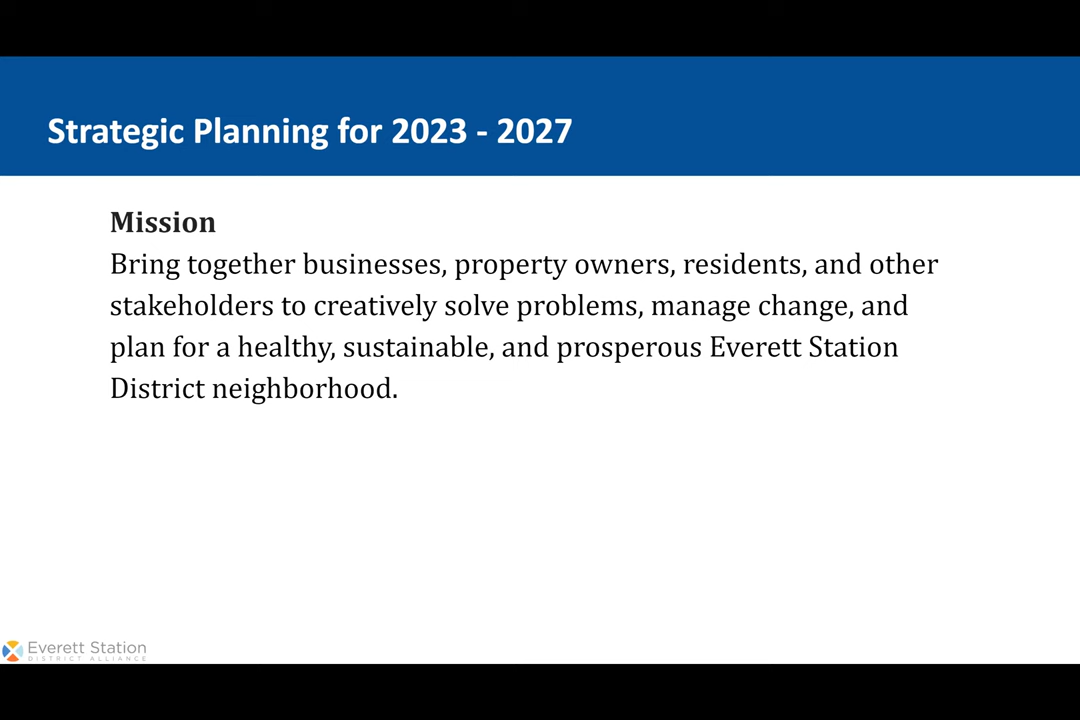 Strategic Planning for 2023 - 2027
Mission
Bring together businesses, property owners, residents, and other
stakeholders to creatively solve problems, manage change, and
plan for a healthy, sustainable, and prosperous Everett Station
District neighborhood.
Everett Station
DISTRICT ALLIANCE